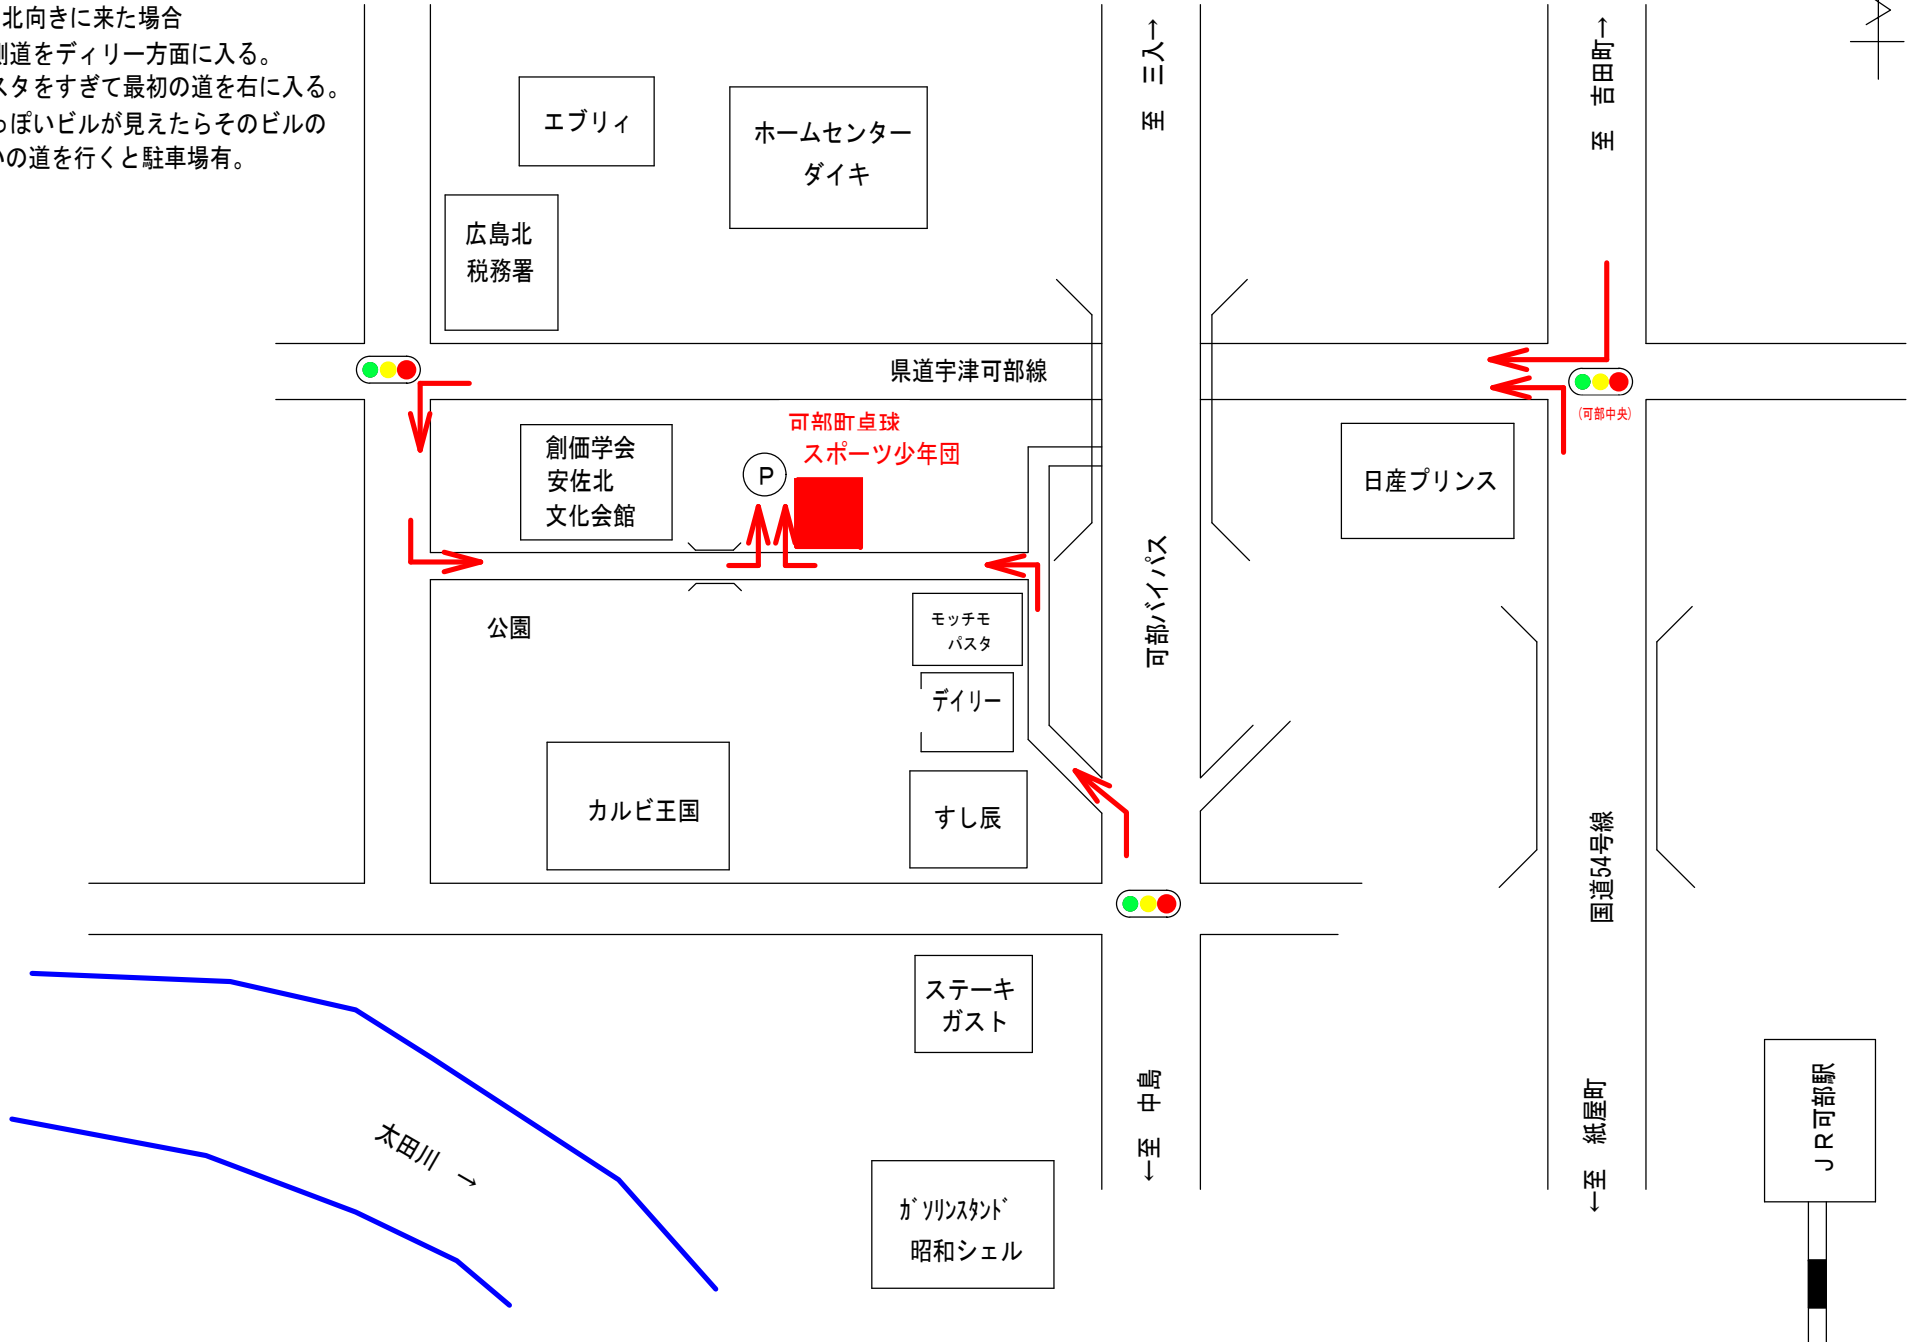 北向きに来た場合
側道をディリー方面に入る。
スタをすぎて最初の道を右に入る。
っぽいビルが見えたらそのビルの
いの道を行くと駐車場有。
エブリィ
ホームセンター
ダイキ
広島北
税務署
至 三入→
至 吉田町→
県道宇津可部線
可部町卓球
スポーツ少年団
P
創価学会
安佐北
文化会館
(可部中央)
日産プリンス
可部バイパス
公園
モッチモ
パスタ
デイリー
すし辰
カルビ王国
国道54号線
ステーキ
ガスト
←至 中島
←至 紙屋町
JR可部駅
太田川 →
ガソリンスタンド
昭和シェル